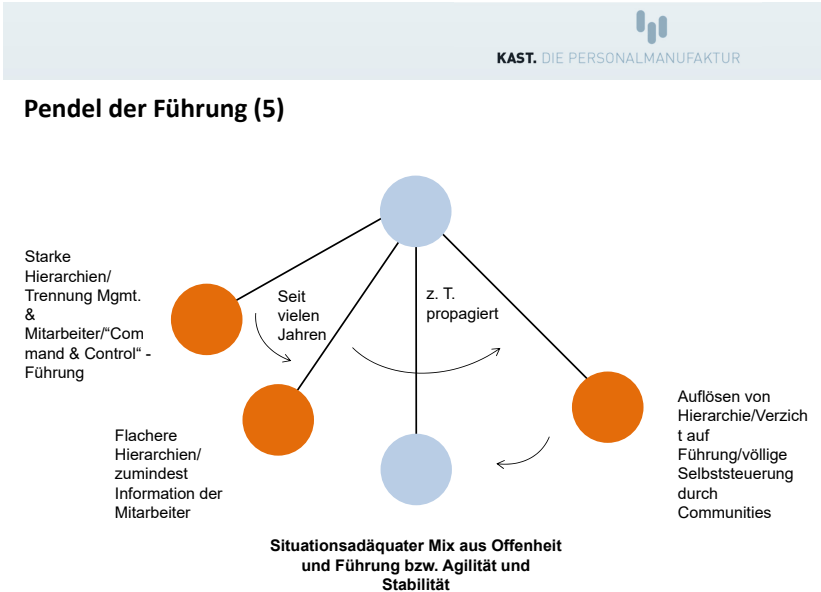 KAST. DIE PERSONALMANUFAKTUR
Pendel der Führung (5)
Starke
Hierarchien/
Trennung Mgmt.
&
Mitarbeiter/“Com
mand & Control“ -
Führung
Seit
vielen
Jahren
z. T.
propagiert
Flachere
Hierarchien/
zumindest
Information der
Mitarbeiter
Auflösen von
Hierarchie/Verzich
t auf
Führung/völlige
Selbststeuerung
durch
Communities
Situationsadäquater Mix aus Offenheit
und Führung bzw. Agilität und
Stabilität